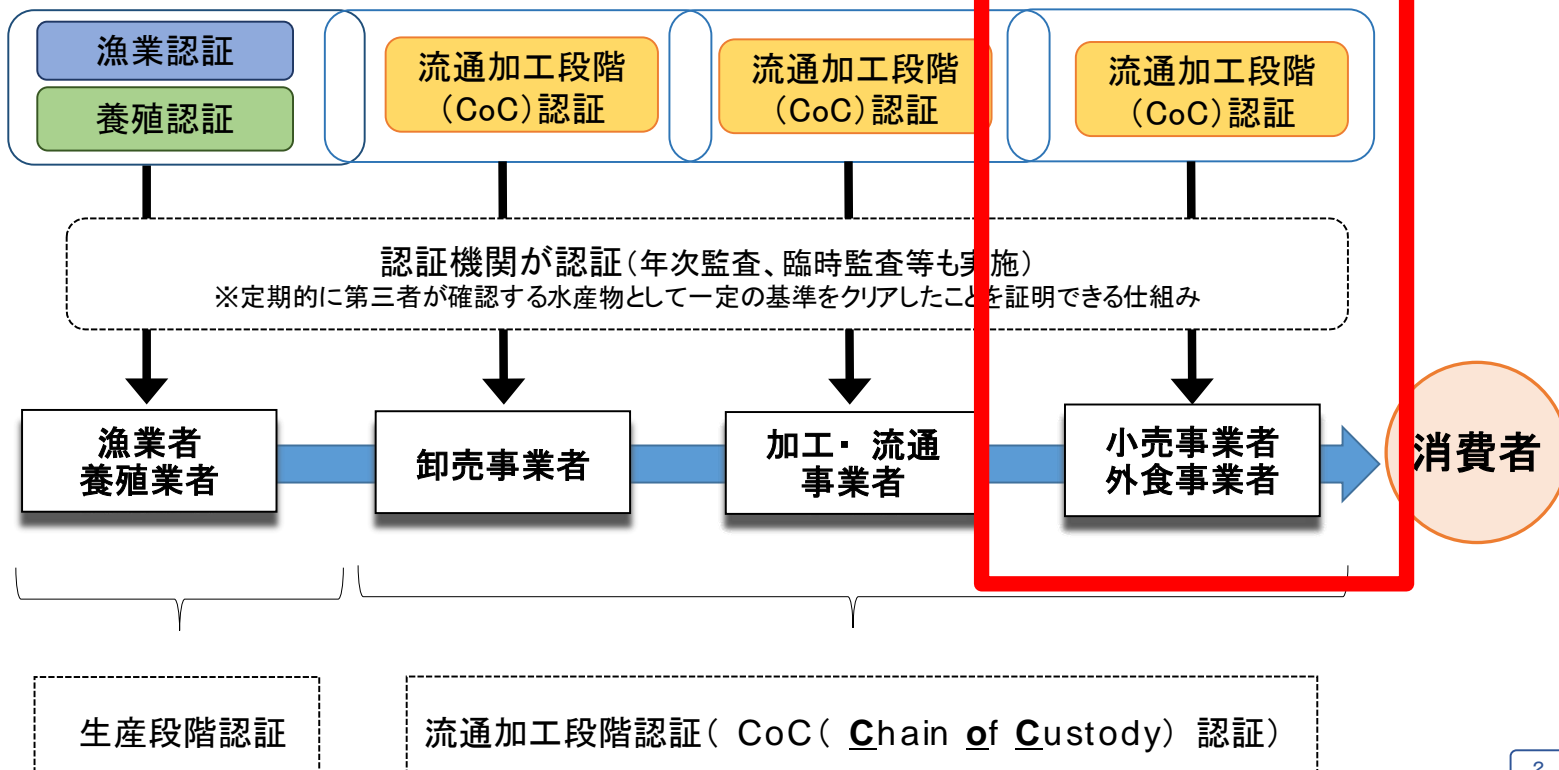 漁業認証
養殖認証
流通加工段階
（CoC）認証
流通加工段階
（CoC）認証
流通加工段階
（CoC）認証
認証機関が認証（年次監査、臨時監査等も実施）
※定期的に第三者が確認する水産物として一定の基準をクリアしたことを証明できる仕組み
漁業者
養殖業者
卸売事業者
加工・流通
事業者
小売事業者
外食事業者
消費者
生産段階認証
流通加工段階認証（CoC（Chain of Custody）認証）